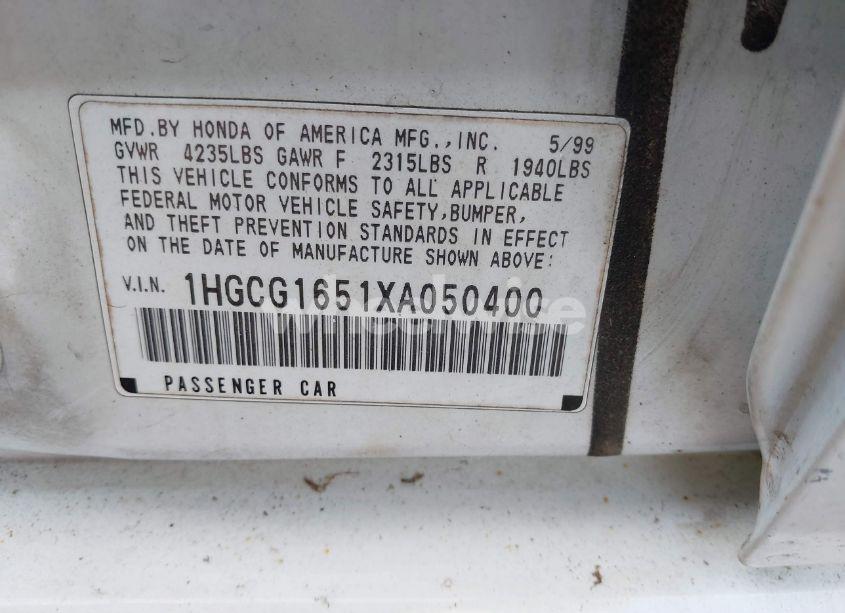 MFD.BY HONDA OF AMERICA MFG.,INC. 5/99
GVWR 4235LBS GAWR F 2315LBS R 1940LBS
THIS VEHICLE CONFORMS TO ALL APPLICABLE
FEDERAL MOTOR VEHICLE SAFETY,BUMPER,
AND THEFT PREVENTION STANDARDS IN EFFECT
ON THE DATE OF MANUFACTURE SHOWN ABOVE:
V.I.N. 1HGCG1651XA050400
PASSENGER CAR